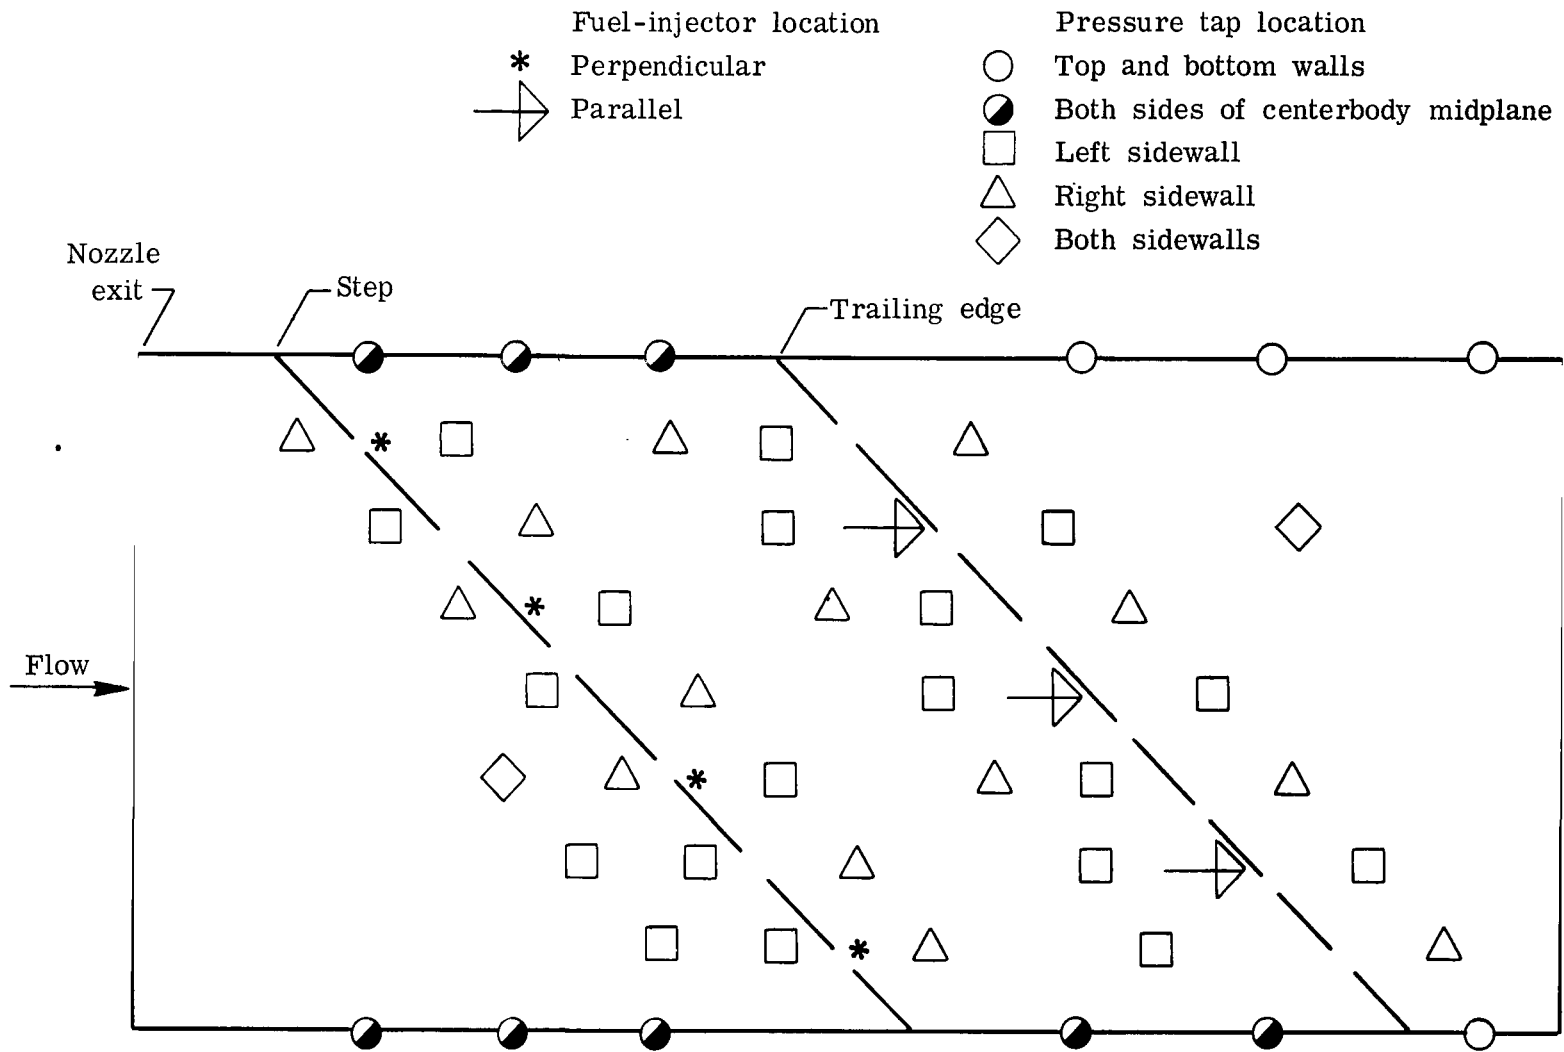 Fuel-injector location
* Perpendicular
Parallel
Pressure tap location
Top and bottom walls
Both sides of centerbody midplane
Left sidewall
Right sidewall
Both sidewalls
Nozzle
exit
Step
Trailing edge
Flow